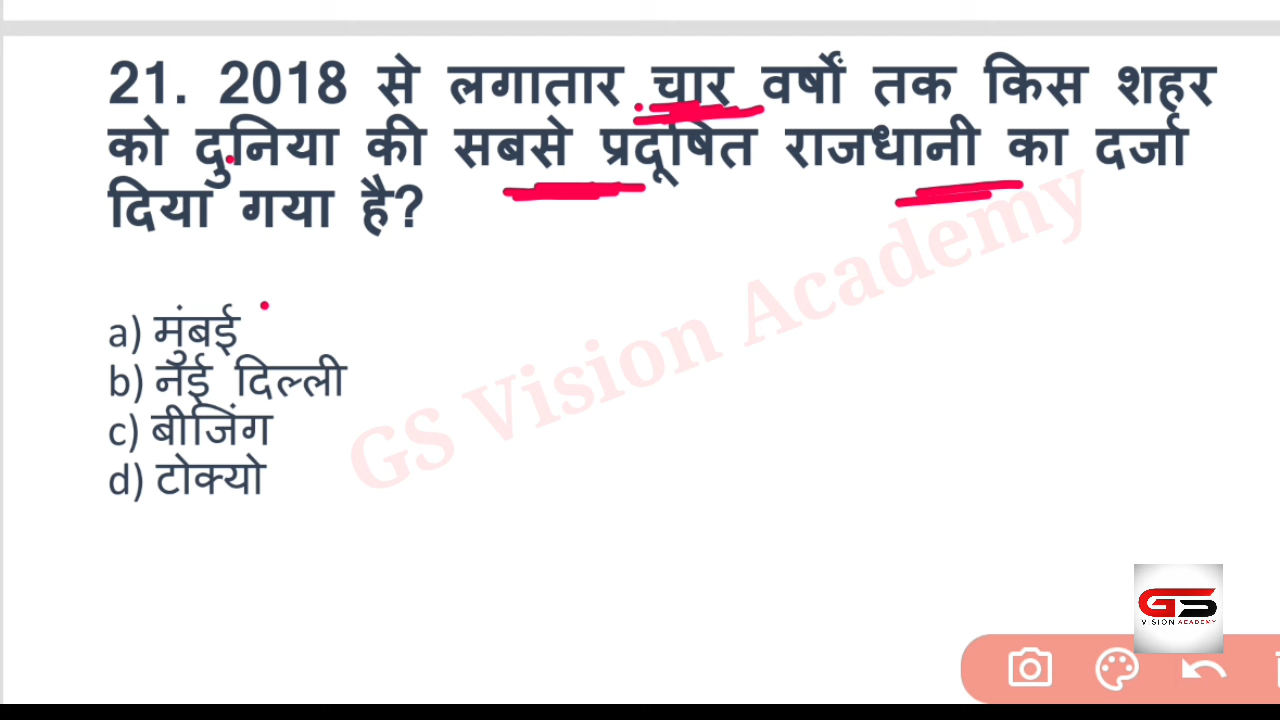 21. 2018 से लगातार चार वर्षों तक किस शहर
को दुनिया की सबसे प्रदूषित राजधानी का दर्जा
दिया गया है?
a) मुंबई
b) नई दिल्ली
c) बीजिंग
d) टोक्यो
GS Vision Academy
GS
VISION ACADEMY